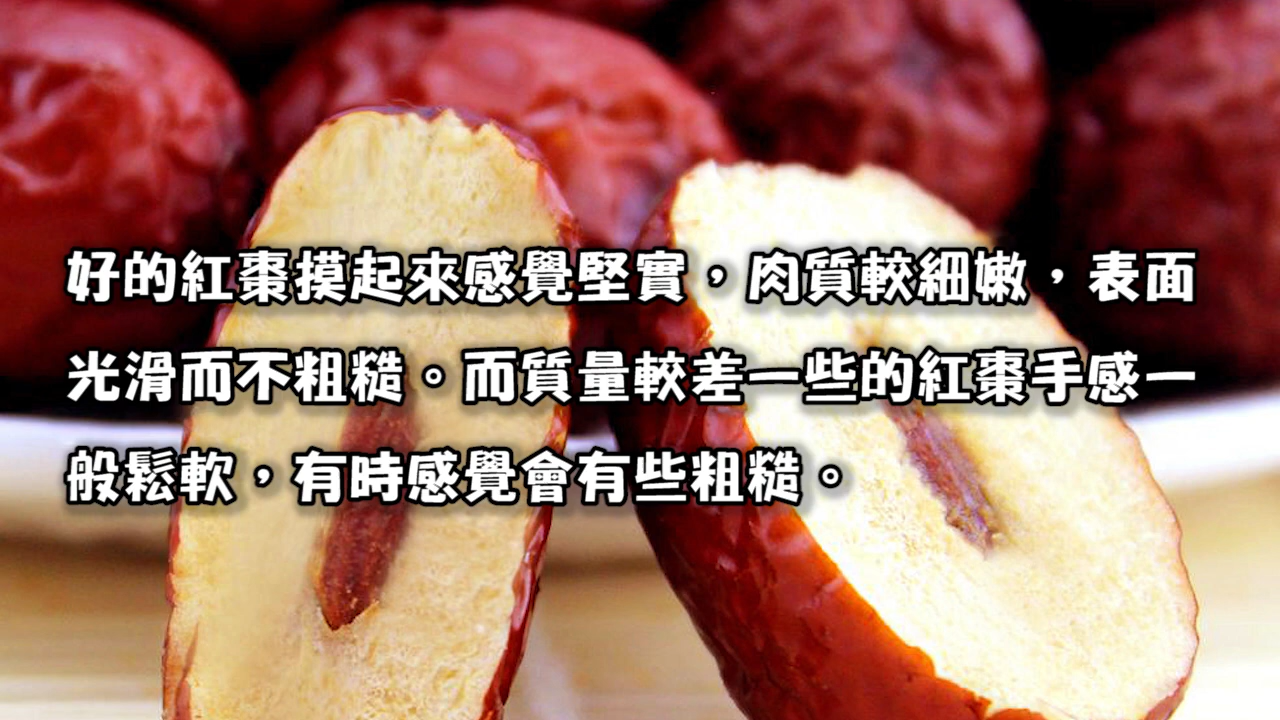 好的紅棗摸起來感覺堅實，肉質較細嫩，表面
光滑而不粗糙。而質量較差一些的紅棗手感一
般鬆軟，有時感覺會有些粗糙。